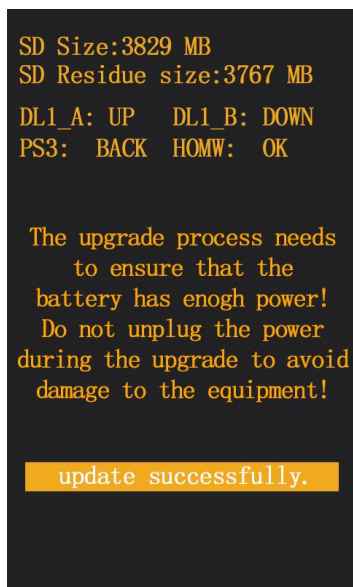 SD Size:3829 MB
SD Residue size:3767 MB
DL1_A: UP DL1_B: DOWN
PS3: BACK HOMW: OK
The upgrade process needs
to ensure that the
battery has enogh power!
Do not unplug the power
during the upgrade to avoid
damage to the equipment!
update successfully.